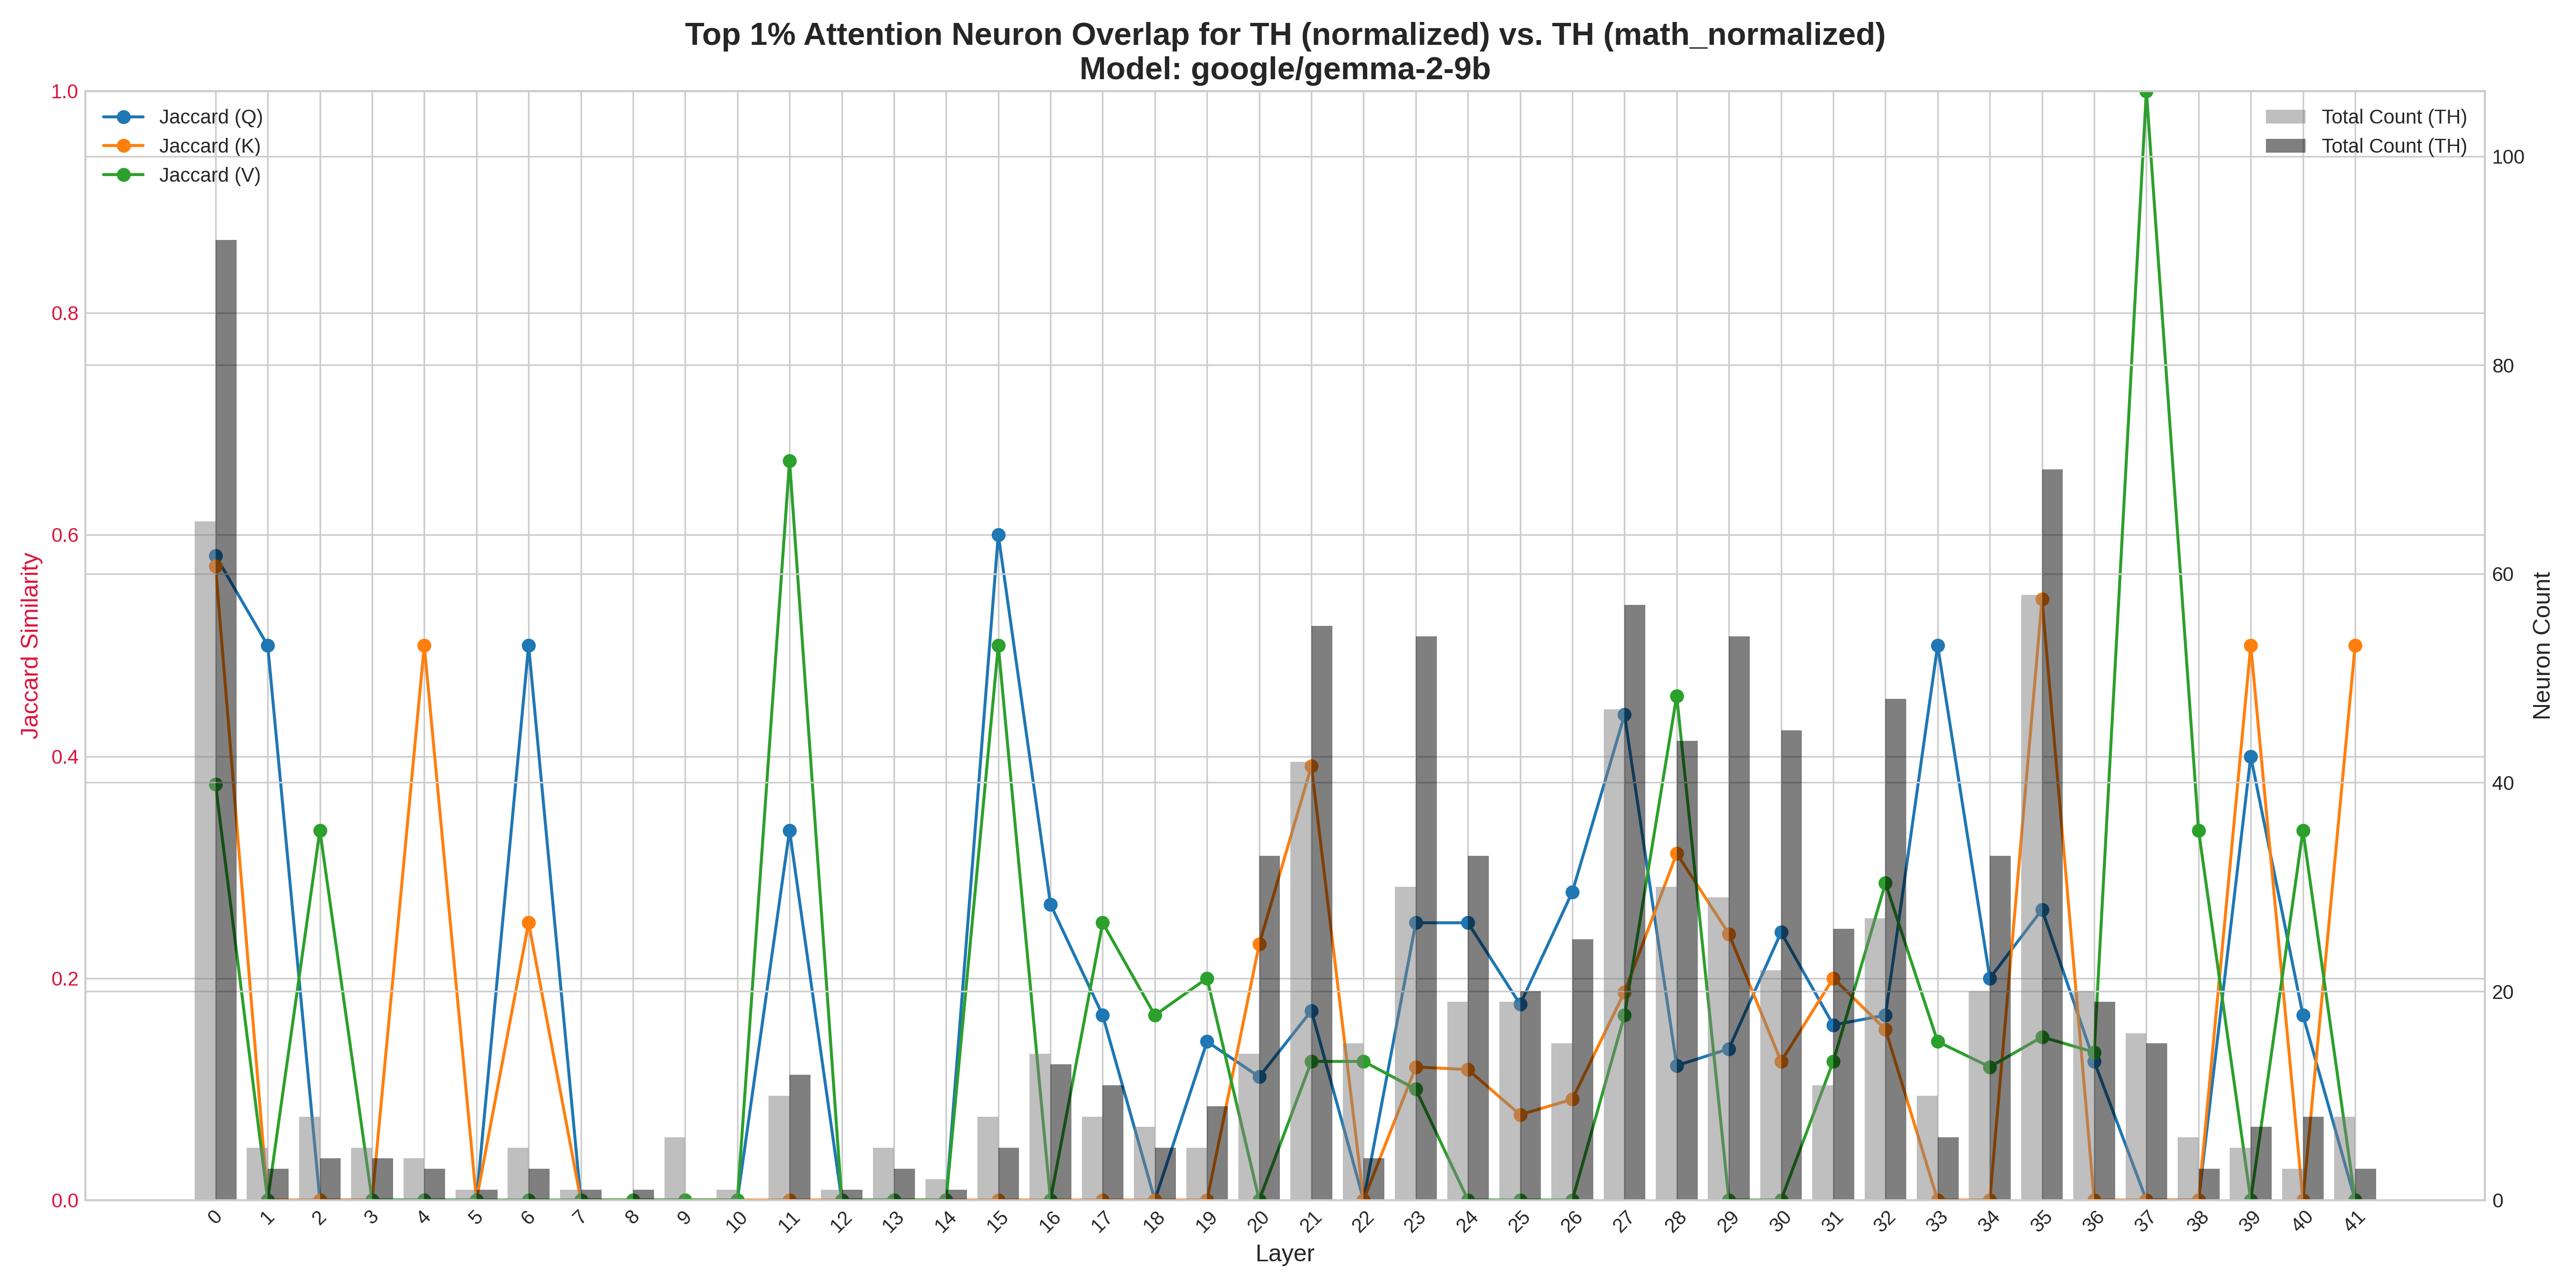 Top 1% Attention Neuron Overlap for TH (normalized) vs. TH (math_normalized)
Model: google/gemma-2-9b
Jaccard (Q)
Jaccard (K)
Jaccard (V)
Total Count (TH)
Total Count (TH)
Jaccard Similarity
1.0
0.8
0.6
0.4
0.2
0.0
Neuron Count
100
80
60
40
20
0
0 1 2 3 4 5 6 7 8 9 10 11 12 13 14 15 16 17 18 19 20 21 22 23 24 25 26 27 28 29 30 31 32 33 34 35 36 37 38 39 40 41
Layer